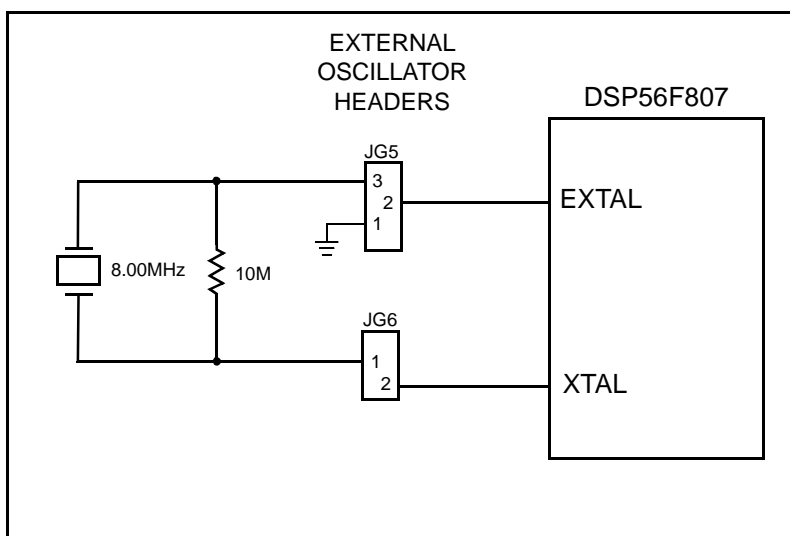 EXTERNAL
OSCILLATOR
HEADERS
DSP56F807
JG5
3
2
1
EXTAL
8.00MHz
10M
JG6
1
2
XTAL